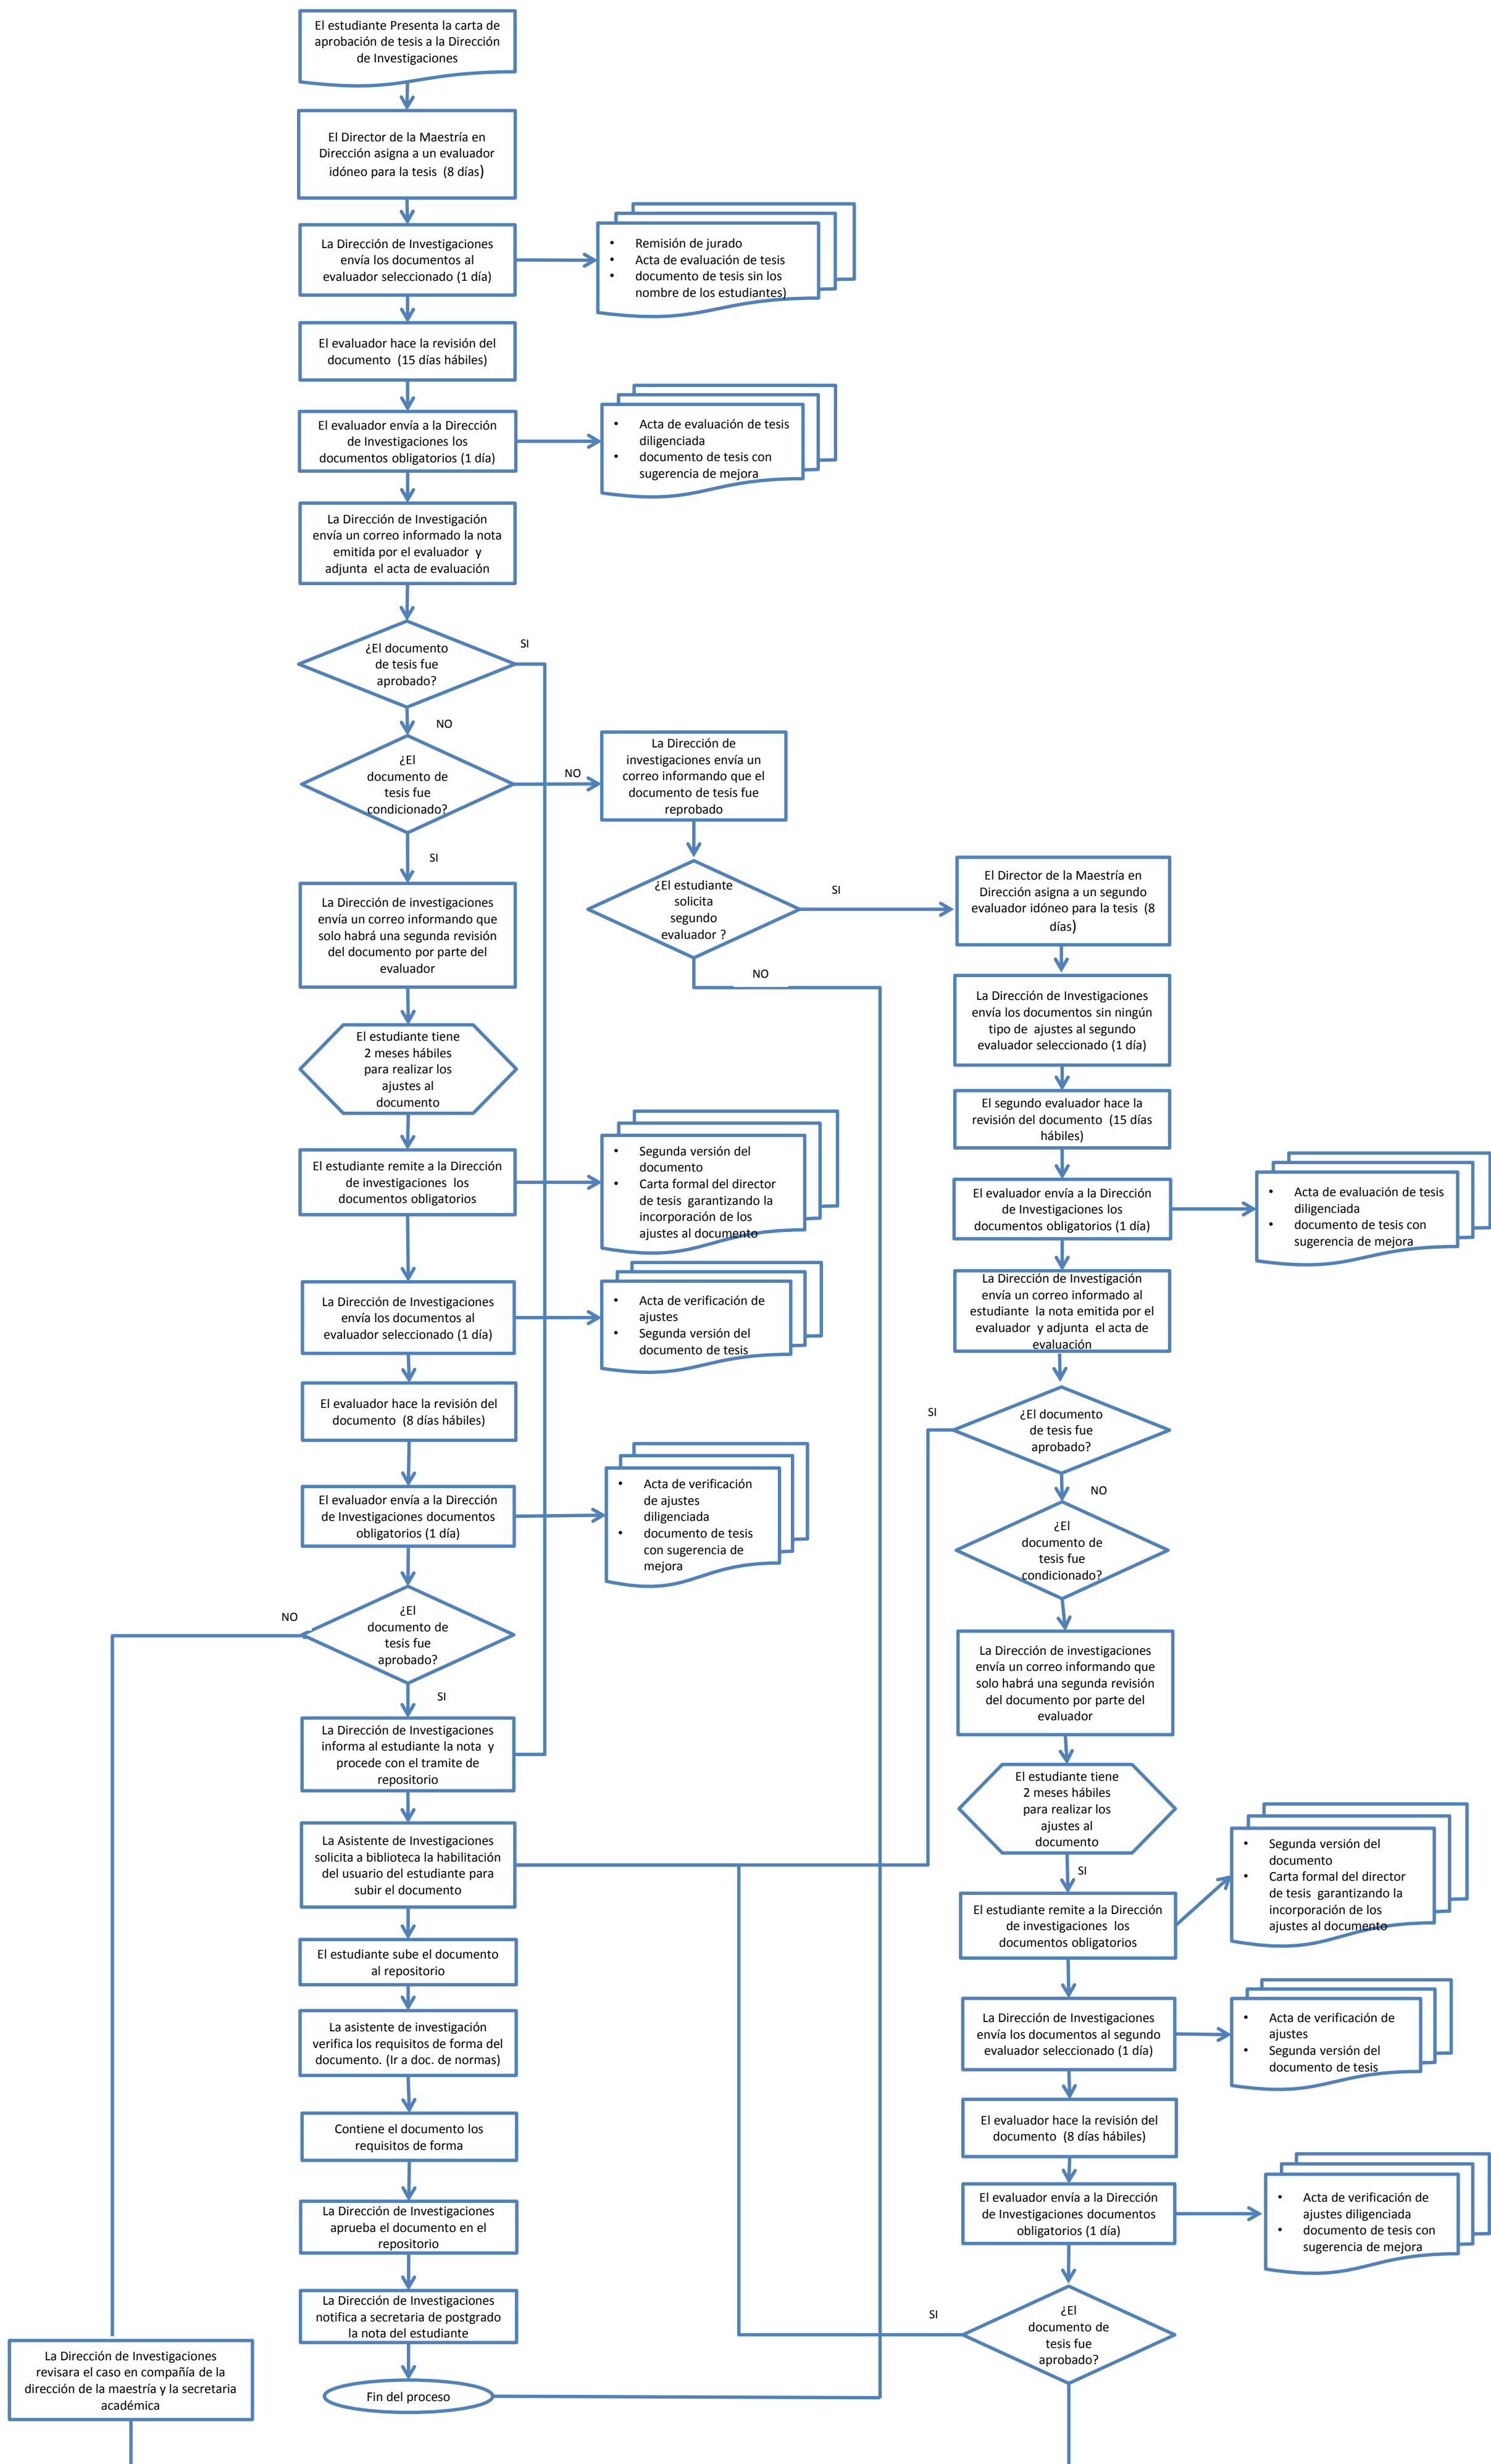 El estudiante Presenta la carta de
aprobación de tesis a la Dirección
de Investigaciones
El Director de la Maestría en
Dirección asigna a un evaluador
idóneo para la tesis (8 días)
La Dirección de Investigaciones
envía los documentos al
evaluador seleccionado (1 día)
• Remisión de jurado
• Acta de evaluación de tesis
• documento de tesis sin los
nombre de los estudiantes)
El evaluador hace la revisión del
documento (15 días hábiles)
El evaluador envía a la Dirección
de Investigaciones los
documentos obligatorios (1 día)
• Acta de evaluación de tesis
diligenciada
• documento de tesis con
sugerencia de mejora
La Dirección de Investigación
envía un correo informado la nota
emitida por el evaluador y
adjunta el acta de evaluación
¿El documento
de tesis fue
aprobado?
SI
NO
¿El
documento de
tesis fue
condicionado?
NO
La Dirección de
investigaciones envía un
correo informando que el
documento de tesis fue
reprobado
SI
La Dirección de investigaciones
envía un correo informando que
solo habrá una segunda revisión
del documento por parte del
evaluador
¿El estudiante
solicita
segundo
evaluador ?
SI
NO
El Director de la Maestría en
Dirección asigna a un segundo
evaluador idóneo para la tesis (8
días)
La Dirección de Investigaciones
envía los documentos sin ningún
tipo de ajustes al segundo
evaluador seleccionado (1 día)
El estudiante tiene
2 meses hábiles
para realizar los
ajustes al
documento
El segundo evaluador hace la
revisión del documento (15 días
hábiles)
El estudiante remite a la Dirección
de investigaciones los
documentos obligatorios
• Segunda versión del
documento
• Carta formal del director
de tesis garantizando la
incorporación de los
ajustes al documento
El evaluador envía a la Dirección
de Investigaciones los
documentos obligatorios (1 día)
• Acta de evaluación de tesis
diligenciada
• documento de tesis con
sugerencia de mejora
La Dirección de Investigaciones
envía los documentos al
evaluador seleccionado (1 día)
• Acta de verificación de
ajustes
• Segunda versión del
documento de tesis
La Dirección de Investigación
envía un correo informado al
estudiante la nota emitida por el
evaluador y adjunta el acta de
evaluación
El evaluador hace la revisión del
documento (8 días hábiles)
SI
¿El documento
de tesis fue
aprobado?
NO
El evaluador envía a la Dirección
de Investigaciones documentos
obligatorios (1 día)
• Acta de verificación
de ajustes
diligenciada
• documento de tesis
con sugerencia de
mejora
¿El
documento de
tesis fue
condicionado?
NO
¿El
documento de
tesis fue
aprobado?
SI
La Dirección de investigaciones
envía un correo informando que
solo habrá una segunda revisión
del documento por parte del
evaluador
La Dirección de Investigaciones
informa al estudiante la nota y
procede con el tramite de
repositorio
El estudiante tiene
2 meses hábiles
para realizar los
ajustes al
documento
SI
La Asistente de Investigaciones
solicita a biblioteca la habilitación
del usuario del estudiante para
subir el documento
• Segunda versión del
documento
• Carta formal del director
de tesis garantizando la
incorporación de los
ajustes al documento
El estudiante remite a la Dirección
de investigaciones los
documentos obligatorios
El estudiante sube el documento
al repositorio
La asistente de investigación
verifica los requisitos de forma del
documento. (Ir a doc. de normas)
La Dirección de Investigaciones
envía los documentos al segundo
evaluador seleccionado (1 día)
• Acta de verificación de
ajustes
• Segunda versión del
documento de tesis
Contiene el documento los
requisitos de forma
El evaluador hace la revisión del
documento (8 días hábiles)
La Dirección de Investigaciones
aprueba el documento en el
repositorio
El evaluador envía a la Dirección
de Investigaciones documentos
obligatorios (1 día)
• Acta de verificación de
ajustes diligenciada
• documento de tesis con
sugerencia de mejora
La Dirección de Investigaciones
notifica a secretaria de postgrado
la nota del estudiante
SI
¿El
documento de
tesis fue
aprobado?
La Dirección de Investigaciones
revisara el caso en compañía de la
dirección de la maestría y la secretaria
académica
Fin del proceso